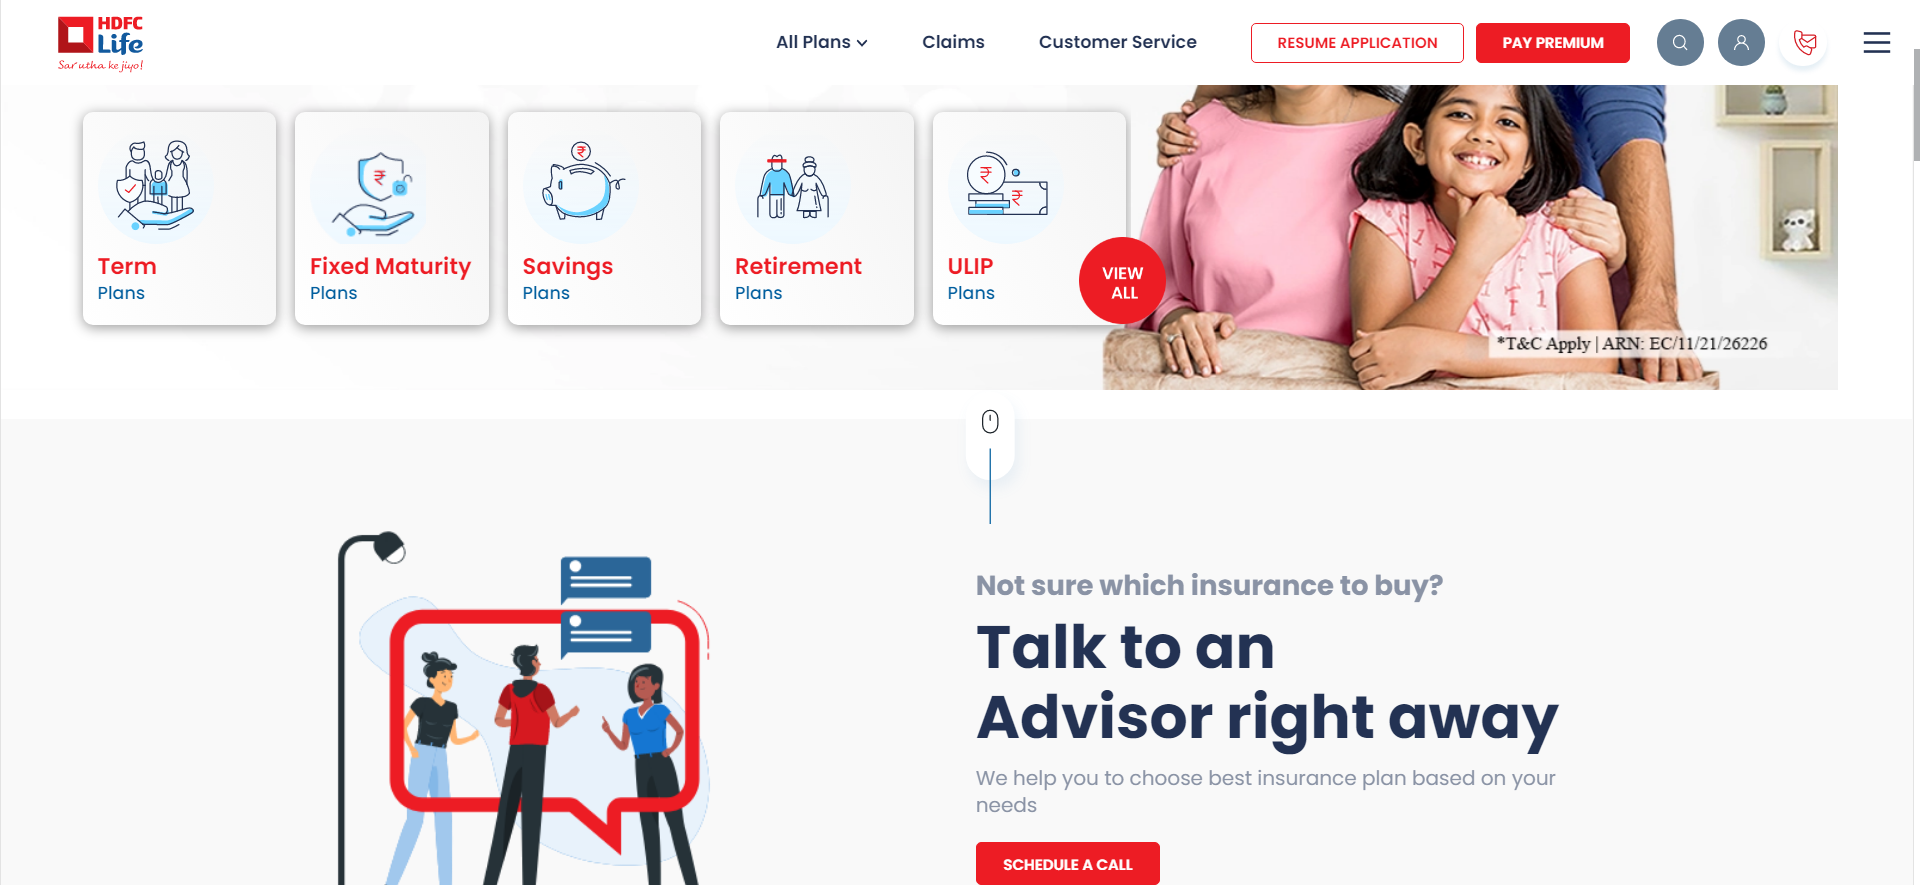 HDFC
Life
Sar utha ke jiyo!
All Plans
Claims
Customer Service
RESUME APPLICATION
PAY PREMIUM
Term
Plans
Fixed Maturity
Plans
Savings
Plans
Retirement
Plans
ULIP
Plans
VIEW
ALL
*T&C Apply | ARN: EC/11/21/26226
Not sure which insurance to buy?
Talk to an
Advisor right away
We help you to choose best insurance plan based on your
needs
SCHEDULE A CALL